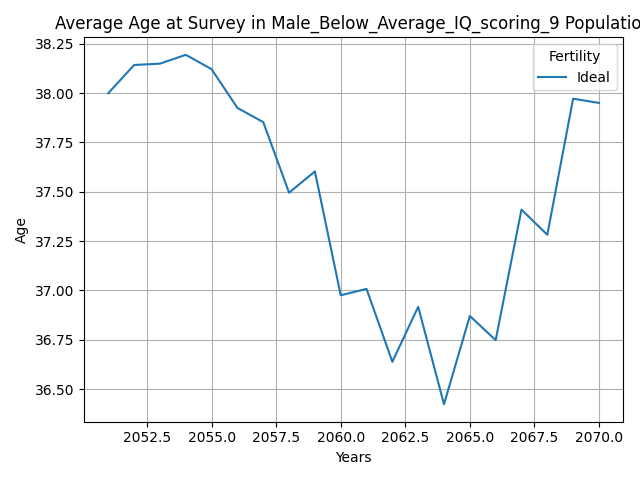 Average Age at Survey in Male_Below_Average_IQ_scoring_9 Populatio
Fertility
Ideal
38.25
38.00
37.75
37.50
37.25
37.00
36.75
36.50
Age
2052.5 2055.0 2057.5 2060.0 2062.5 2065.0 2067.5 2070.0
Years